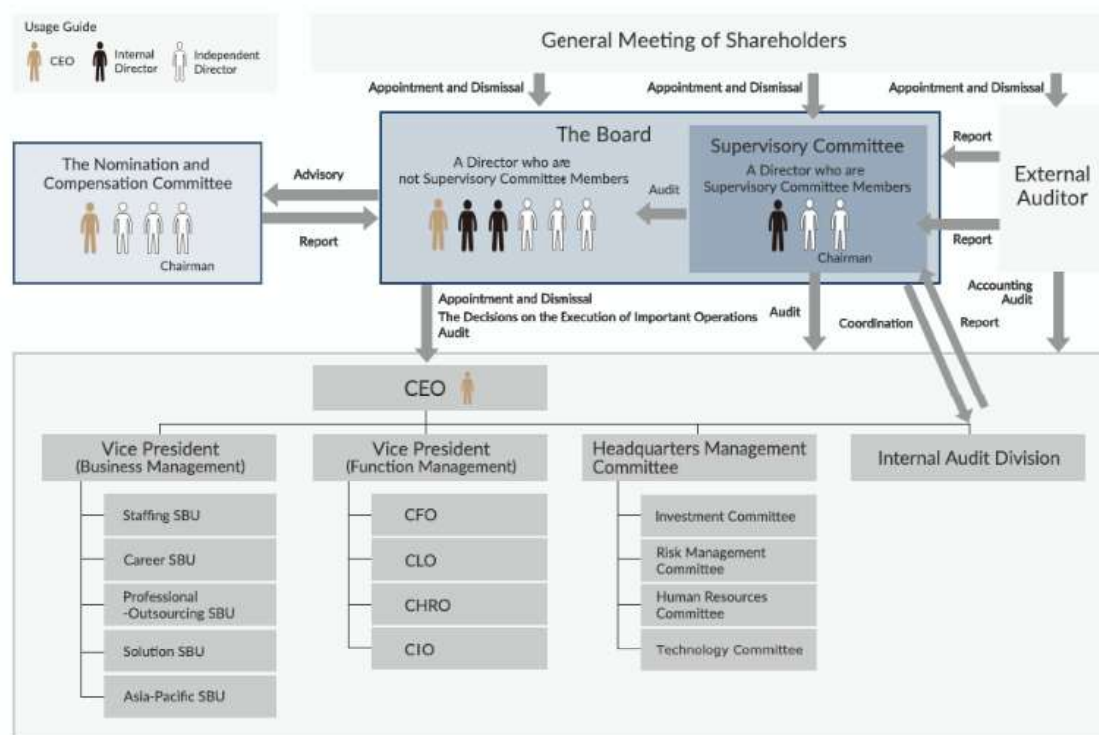 Usage Guide
CEO
Internal
Director
Independent
Director
General Meeting of Shareholders
Appointment and Dismissal
Appointment and Dismissal
Appointment and Dismissal
The Nomination and
Compensation Committee
Chairman
Advisory
Report
The Board
A Director who are
not Supervisory Committee Members
Audit
Supervisory Committee
A Director who are
Supervisory Committee Members
Chairman
Report
Report
External
Auditor
Appointment and Dismissal
The Decisions on the Execution of Important Operations
Audit
Audit
Coordination
Report
Accounting
Audit
CEO
Vice President
(Business Management)
Staffing SBU
Career SBU
Professional
-Outsourcing SBU
Solution SBU
Asia-Pacific SBU
Vice President
(Function Management)
CFO
CLO
CHRO
CIO
Headquarters Management
Committee
Investment Committee
Risk Management
Committee
Human Resources
Committee
Technology Committee
Internal Audit Division